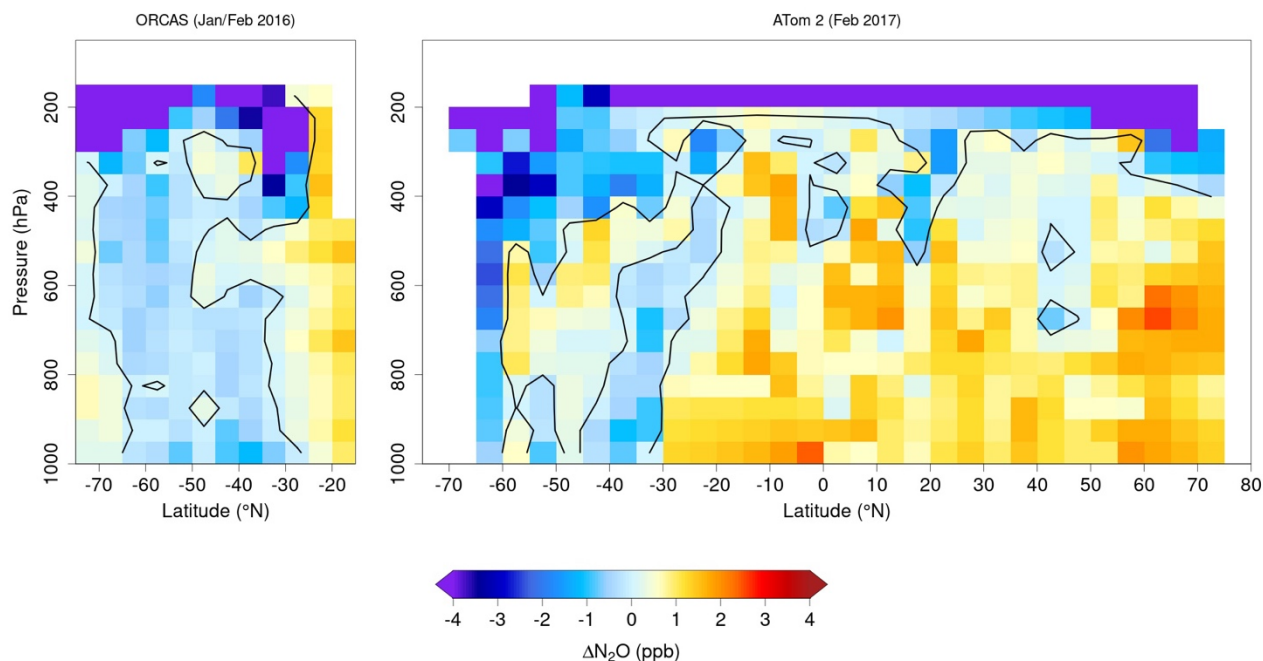 ORCAS (Jan/Feb 2016)
ATom 2 (Feb 2017)
Pressure (hPa)
200
400
600
800
1000
200
400
600
800
1000
-70 -60 -50 -40 -30 -20
-70 -60 -50 -40 -30 -20 -10 0 10 20 30 40 50 60 70 80
Latitude (°N)
Latitude (°N)
-4 -3 -2 -1 0 1 2 3 4
ΔN₂O (ppb)